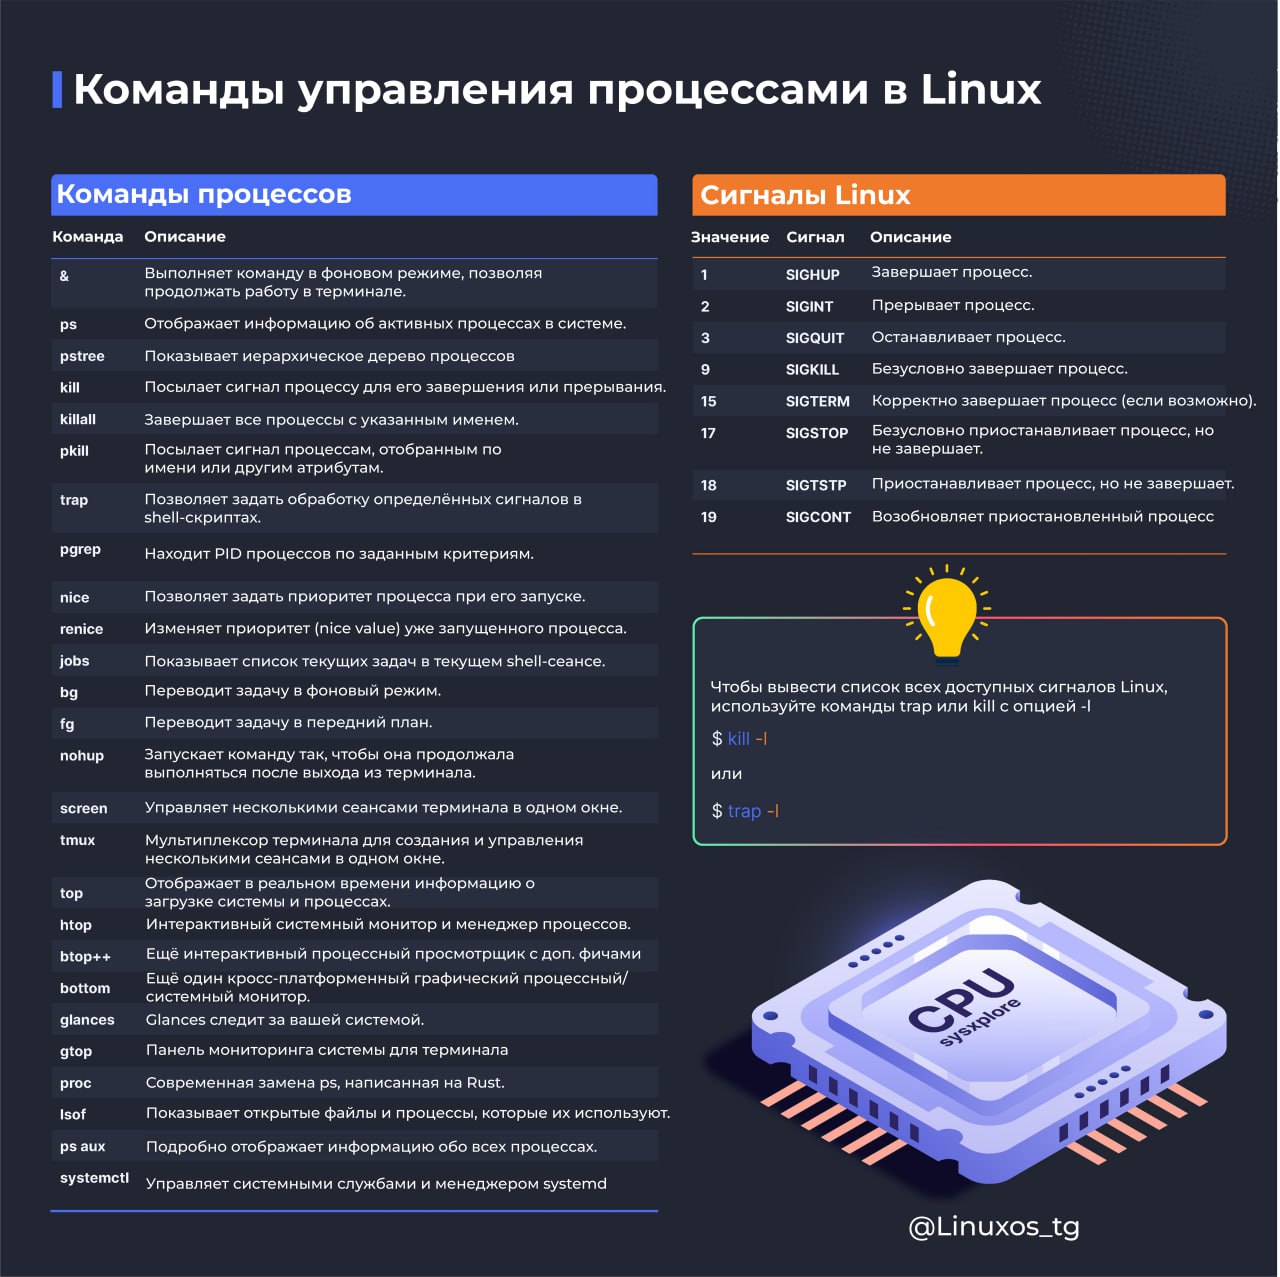 Команды управления процессами в Linux
Команды процессов
Команда Описание
& Выполняет команду в фоновом режиме, позволяя
продолжать работу в терминале.
ps Отображает информацию об активных процессах в системе.
pstree Показывает иерархическое дерево процессов
kill Посылает сигнал процессу для его завершения или прерывания.
killall Завершает все процессы с указанным именем.
pkill Посылает сигнал процессам, отобранным по
имени или другим атрибутам.
trap Позволяет задать обработку определённых сигналов в
shell-скриптах.
pgrep Находит PID процессов по заданным критериям.
nice Позволяет задать приоритет процесса при его запуске.
renice Изменяет приоритет (nice value) уже запущенного процесса.
jobs Показывает список текущих задач в текущем shell-сеансе.
bg Переводит задачу в фоновый режим.
fg Переводит задачу в передний план.
nohup Запускает команду так, чтобы она продолжала
выполняться после выхода из терминала.
screen Управляет несколькими сеансами терминала в одном окне.
tmux Мультиплексор терминала для создания и управления
несколькими сеансами в одном окне.
top Отображает в реальном времени информацию о
загрузке системы и процессах.
htop Интерактивный системный монитор и менеджер процессов.
btop++ Ещё интерактивный процессный просмотрщик с доп. фичами
bottom Ещё один кросс-платформенный графический процессный/
системный монитор.
glances Glances следит за вашей системой.
gtop Панель мониторинга системы для терминала
proc Современная замена ps, написанная на Rust.
lsof Показывает открытые файлы и процессы, которые их используют.
ps aux Подробно отображает информацию обо всех процессах.
systemctl Управляет системными службами и менеджером systemd
Сигналы Linux
Значение Сигнал Описание
1 SIGHUP Завершает процесс.
2 SIGINT Прерывает процесс.
3 SIGQUIT Останавливает процесс.
9 SIGKILL Безусловно завершает процесс.
15 SIGTERM Корректно завершает процесс (если возможно).
17 SIGSTOP Безусловно приостанавливает процесс, но
не завершает.
18 SIGTSTP Приостанавливает процесс, но не завершает.
19 SIGCONT Возобновляет приостановленный процесс
Чтобы вывести список всех доступных сигналов Linux,
используйте команды trap или kill с опцией -l
$ kill -l
или
$ trap -l
CPU
sysxplore
@Linuxos_tg